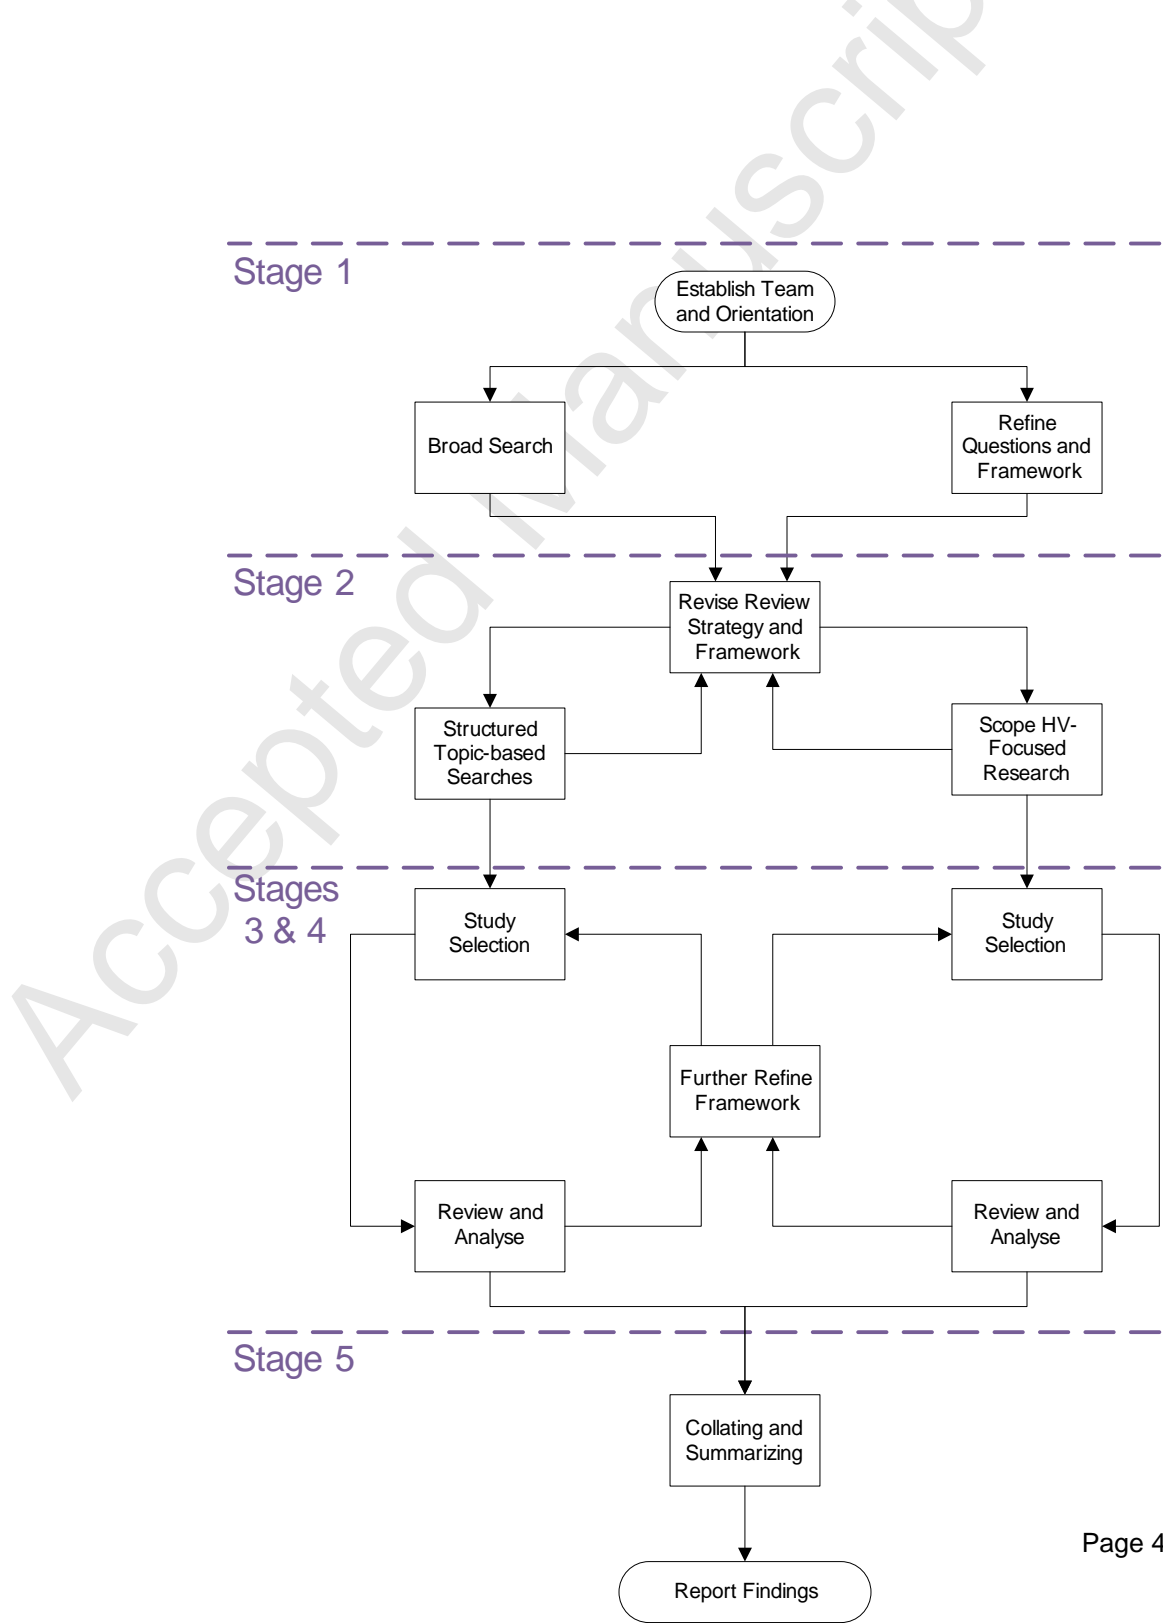 Accepted Manuscrip
Stage 1
Establish Team
and Orientation
Broad Search
Refine
Questions and
Framework
Stage 2
Revise Review
Strategy and
Framework
Structured
Topic-based
Searches
Scope HV-
Focused
Research
Stages
3 & 4
Study
Selection
Study
Selection
Further Refine
Framework
Review and
Analyse
Review and
Analyse
Stage 5
Collating and
Summarizing
Page 4
Report Findings